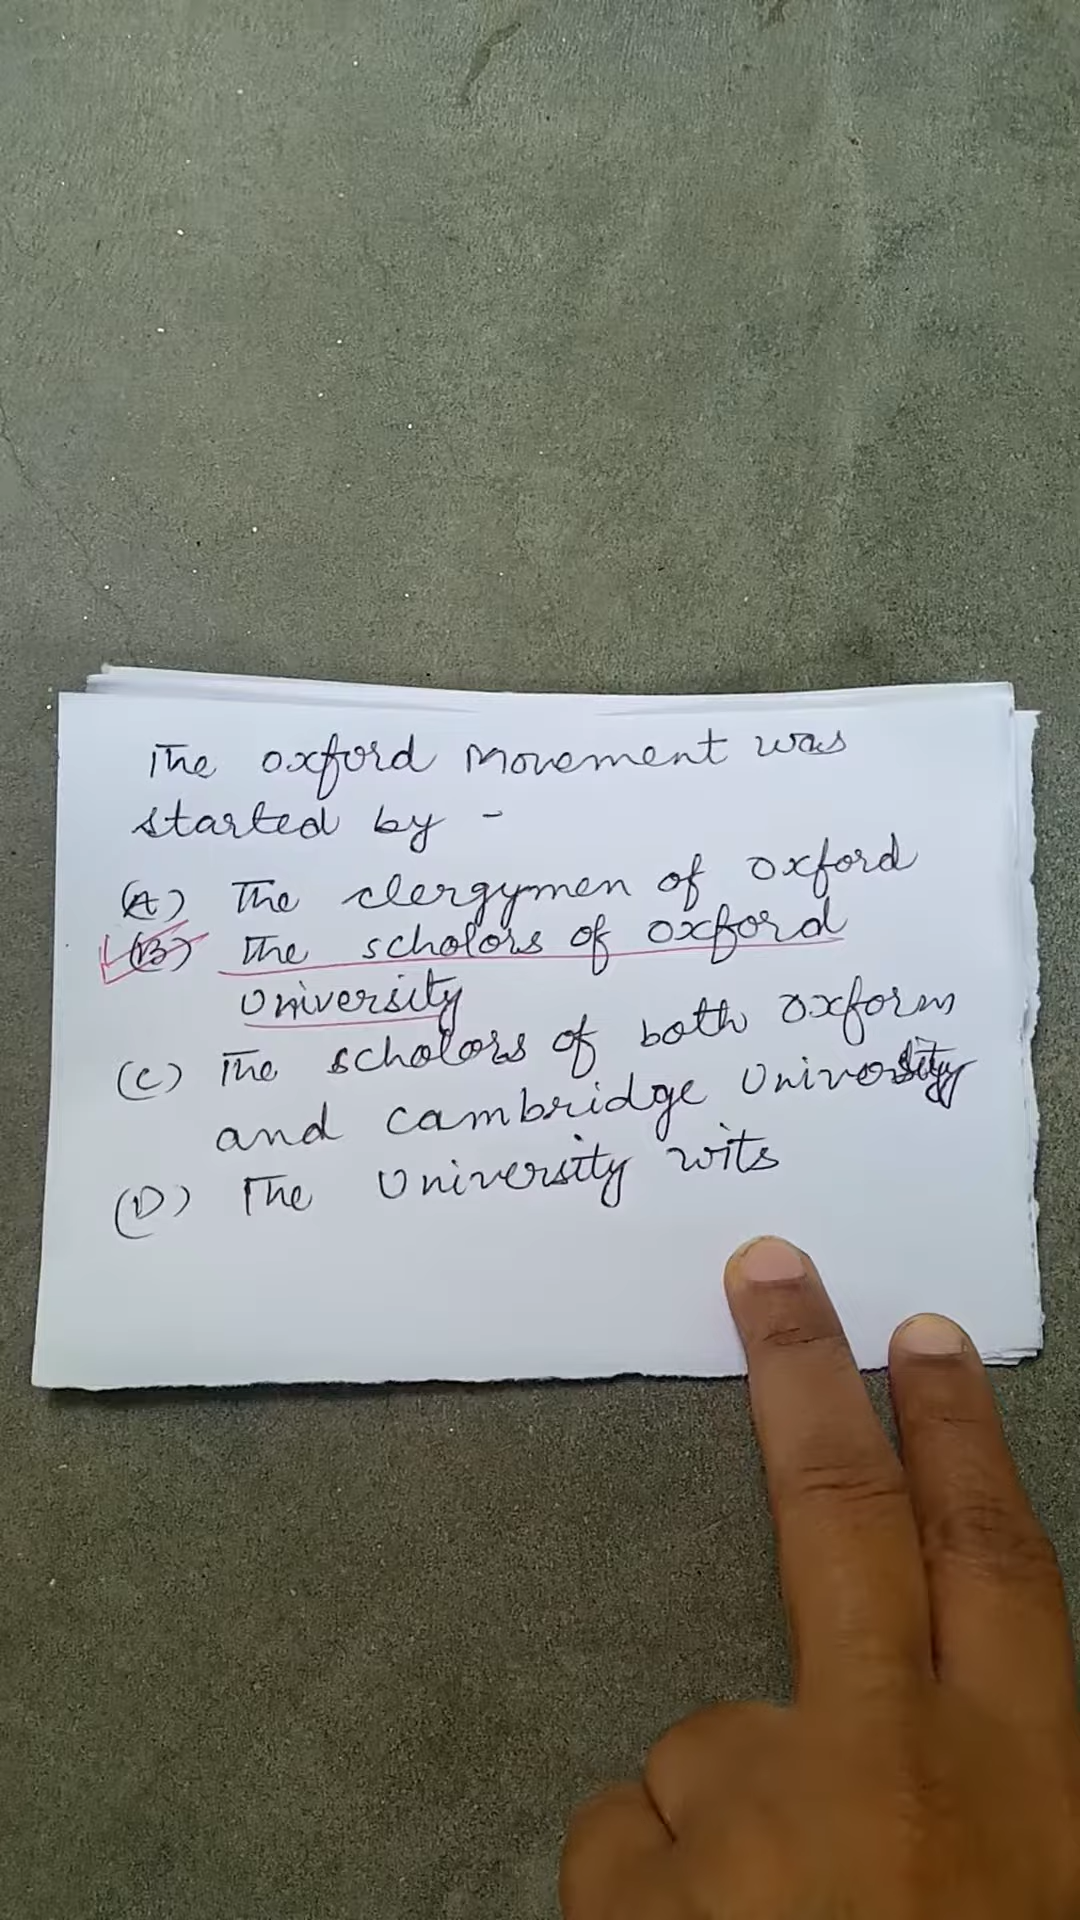 The oxford Movement was
started by -
(A) The clergymen of oxford
(B) The scholors of oxford
University
(C) The scholors of both oxform
and cambridge University
(D) The University wits